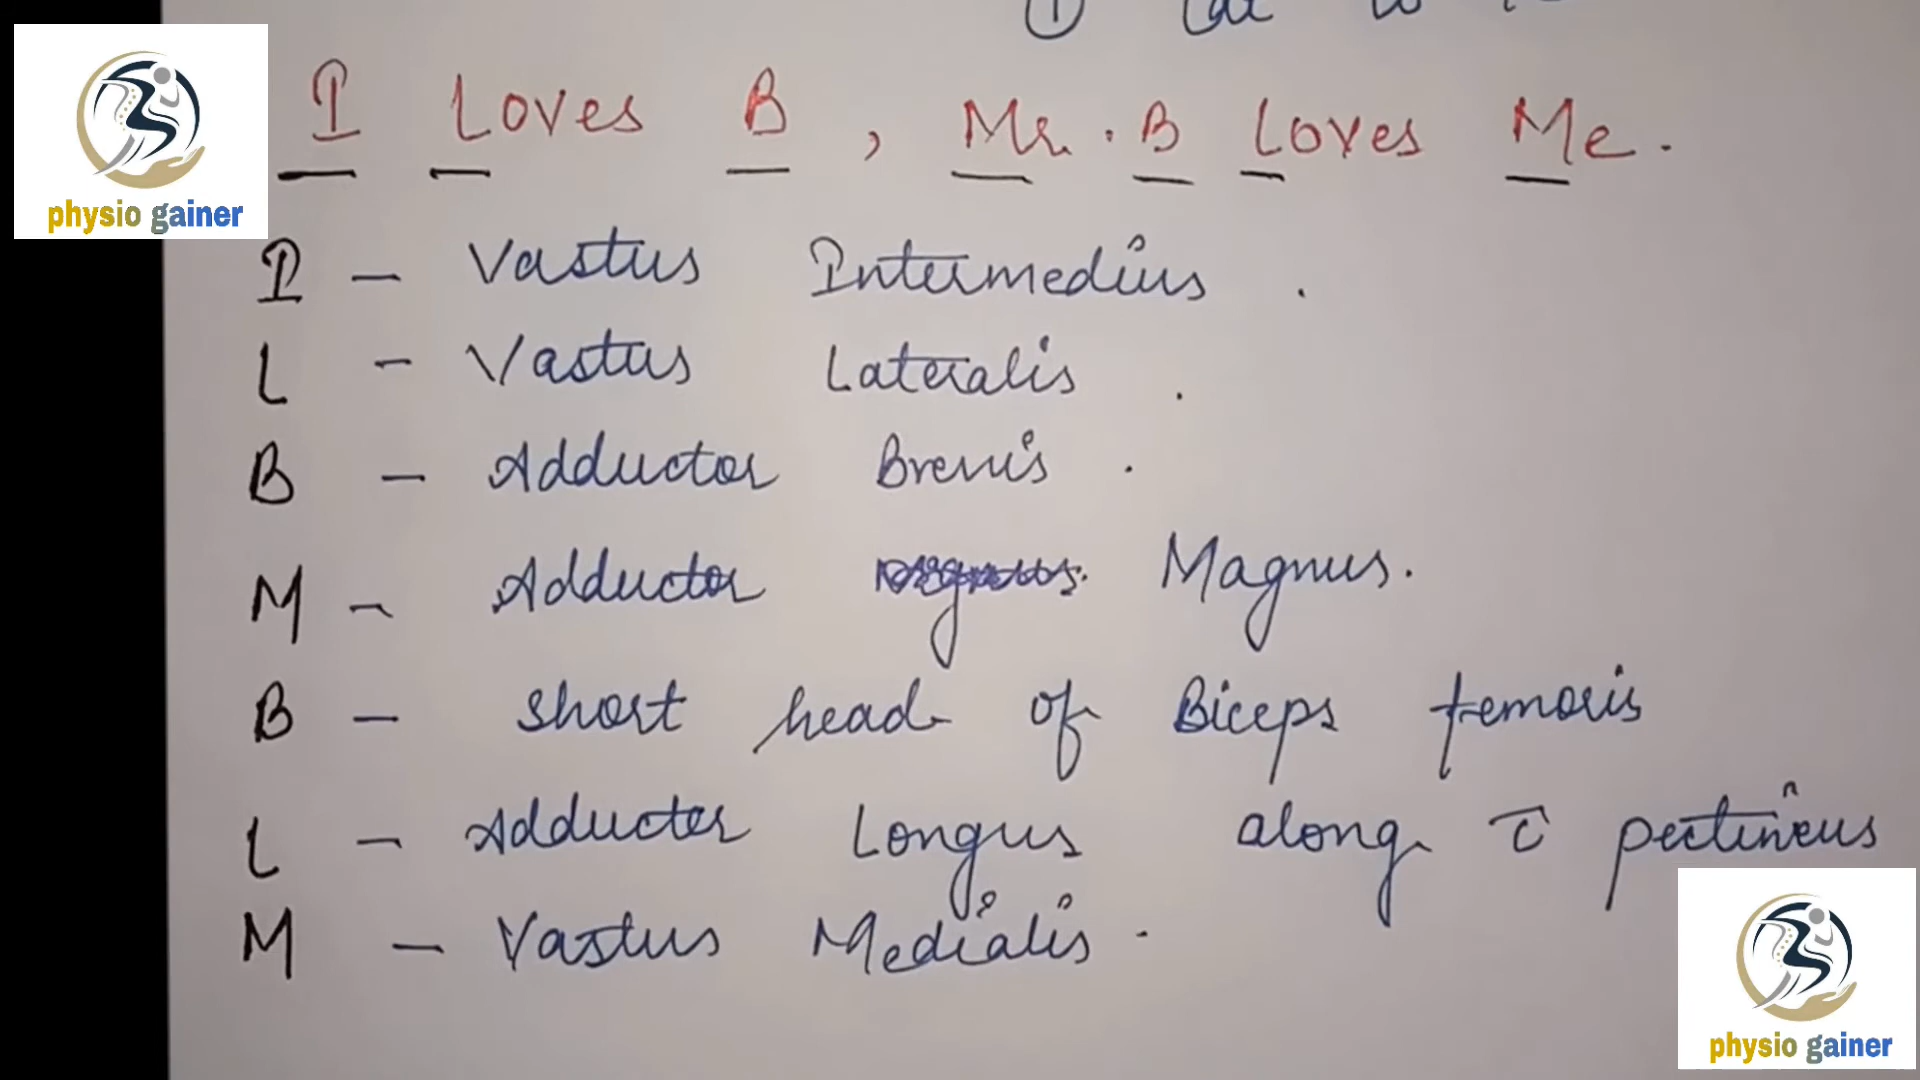 ①
I Loves B, Mr. B Loves Me.
I – Vastus Intermedius.
L – Vastus Lateralis.
B – Adductor Brevis.
M – Adductor Magnus.
B – Short head of Biceps femoris
L – Adductor Longus along c̄ pectineus
M – Vastus Medialis.
physio gainer
physio gainer